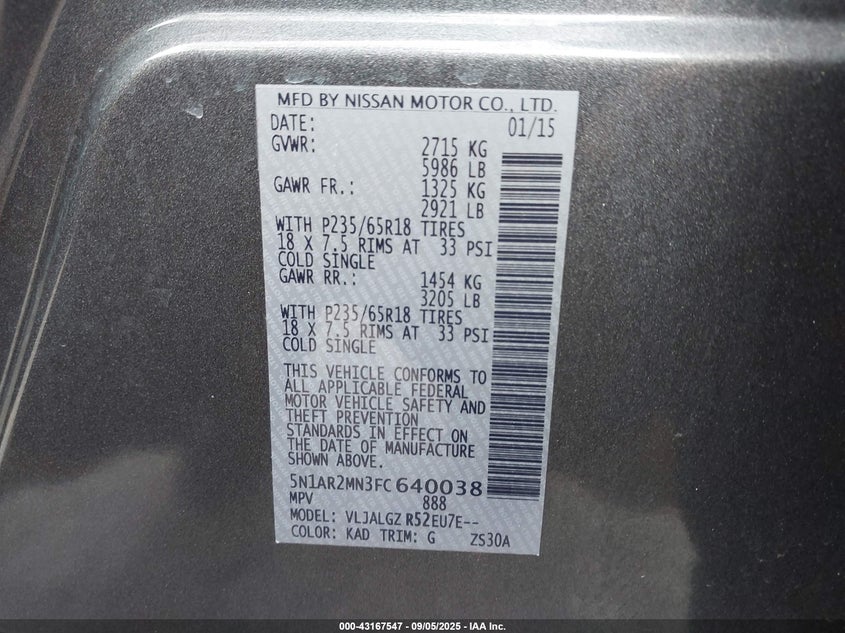 MFD BY NISSAN MOTOR CO., LTD.
DATE: 01/15
GVWR: 2715 KG
5986 LB
GAWR FR.: 1325 KG
2921 LB
WITH P235/65R18 TIRES
18 X 7.5 RIMS AT 33 PSI
COLD SINGLE
GAWR RR.: 1454 KG
3205 LB
WITH P235/65R18 TIRES
18 X 7.5 RIMS AT 33 PSI
COLD SINGLE
THIS VEHICLE CONFORMS TO
ALL APPLICABLE FEDERAL
MOTOR VEHICLE SAFETY AND
THEFT PREVENTION
STANDARDS IN EFFECT ON
THE DATE OF MANUFACTURE
SHOWN ABOVE.
5N1AR2MN3FC640038
MPV 888
MODEL: VLJALGZ R52EU7E--
COLOR: KAD TRIM: G ZS30A
000-43167547 - 09/05/2025 - IAA Inc.